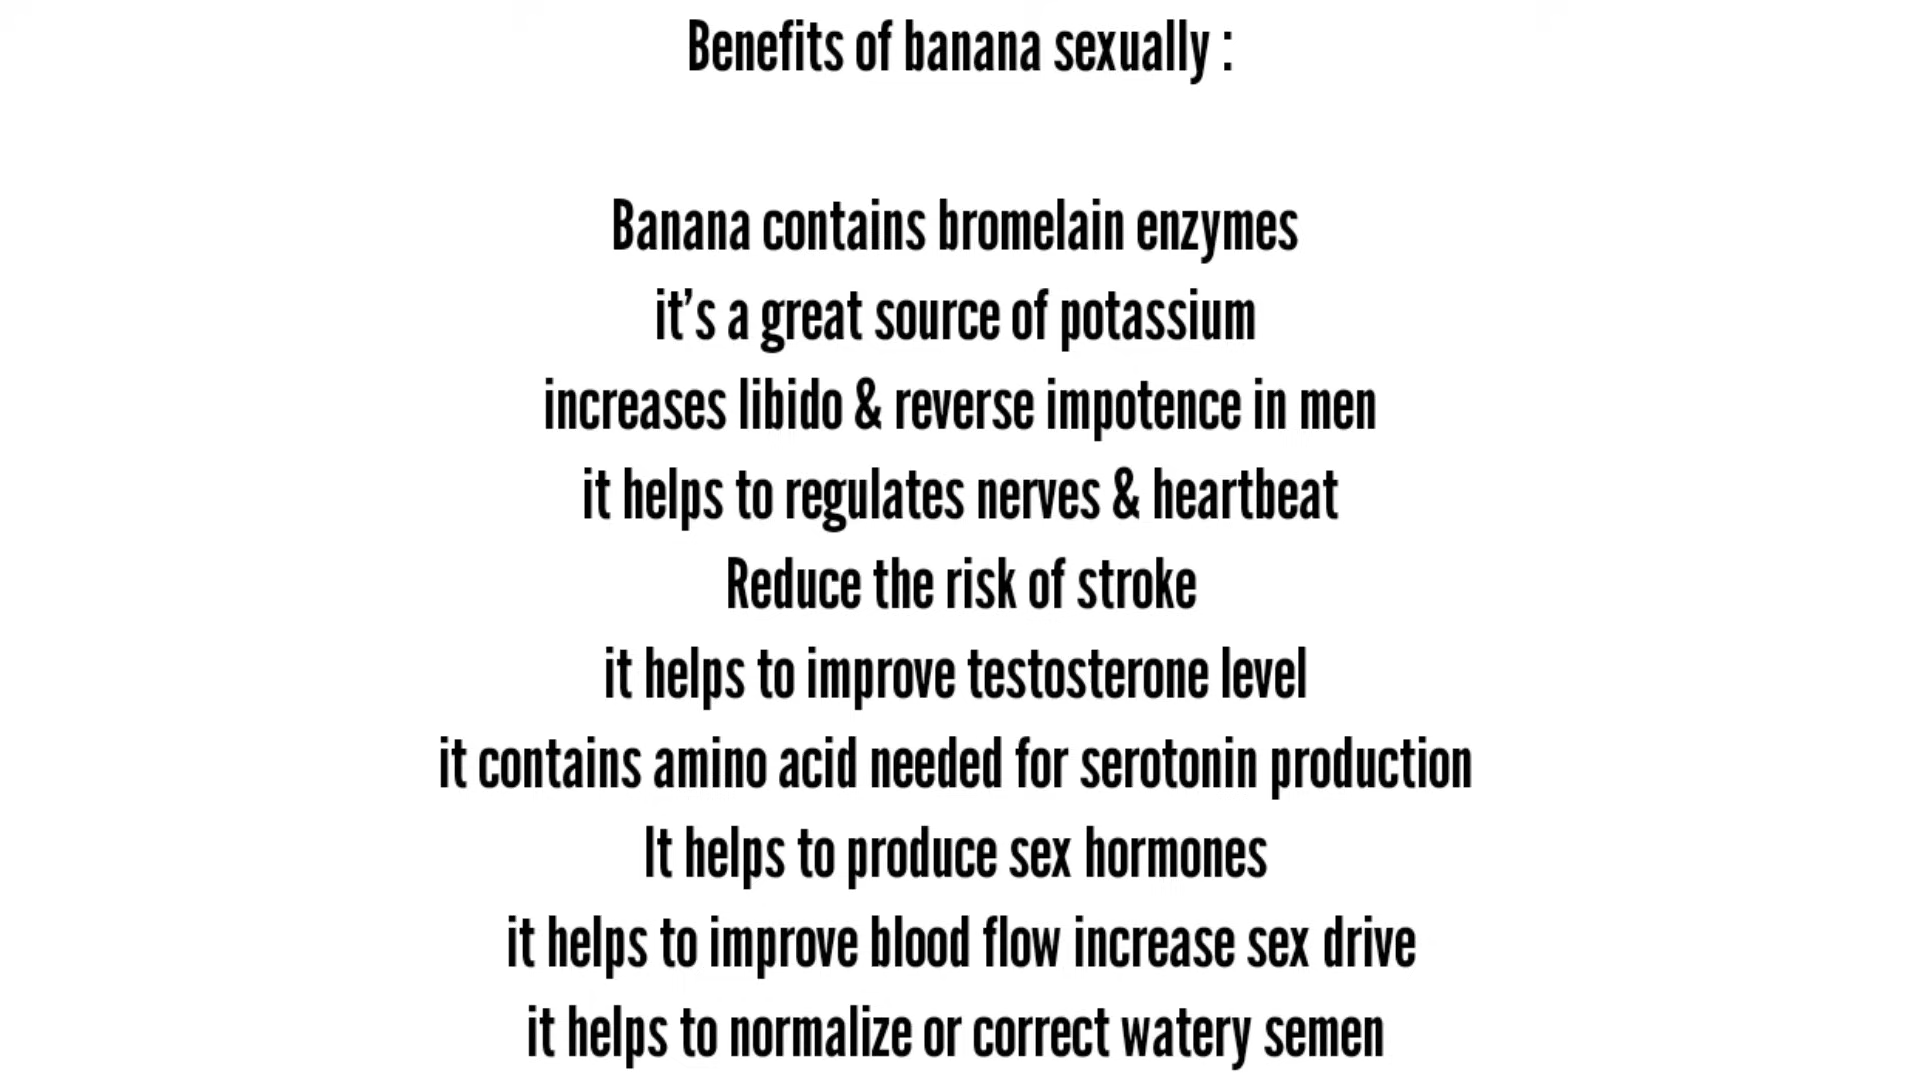 Benefits of banana sexually :
Banana contains bromelain enzymes
it’s a great source of potassium
increases libido & reverse impotence in men
it helps to regulates nerves & heartbeat
Reduce the risk of stroke
it helps to improve testosterone level
it contains amino acid needed for serotonin production
It helps to produce sex hormones
it helps to improve blood flow increase sex drive
it helps to normalize or correct watery semen